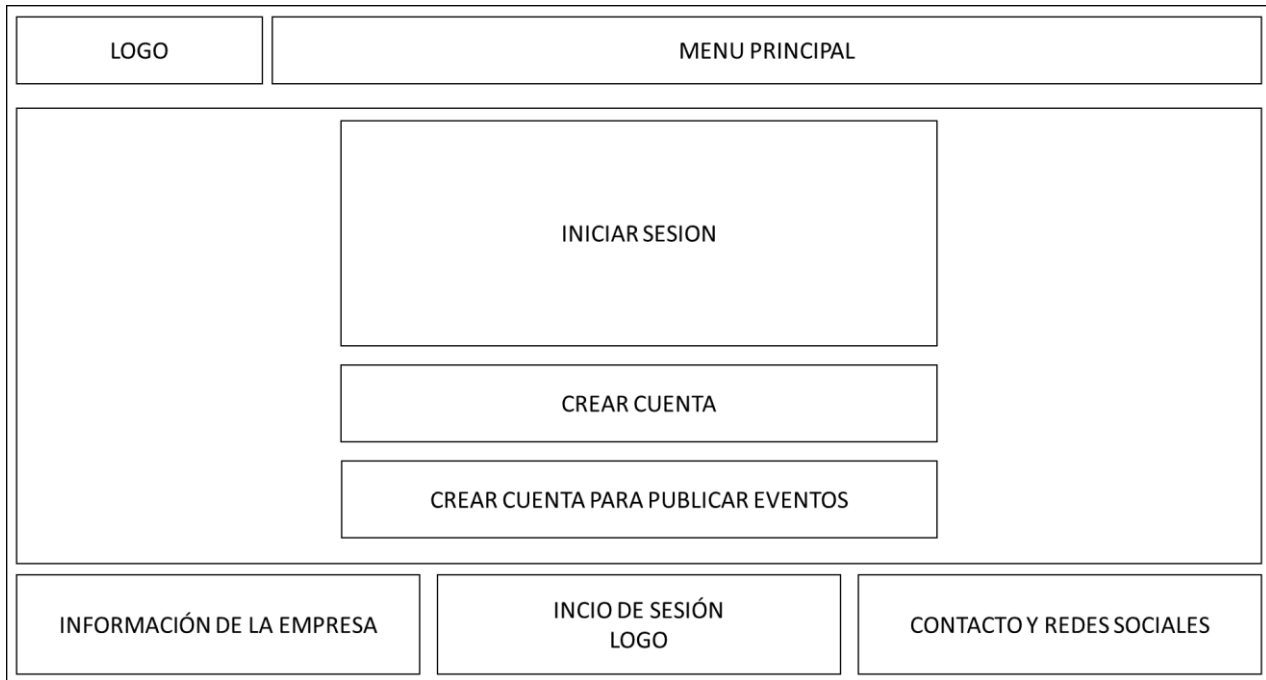 LOGO
MENU PRINCIPAL
INICIAR SESION
CREAR CUENTA
CREAR CUENTA PARA PUBLICAR EVENTOS
INFORMACIÓN DE LA EMPRESA
INCIO DE SESIÓN
LOGO
CONTACTO Y REDES SOCIALES